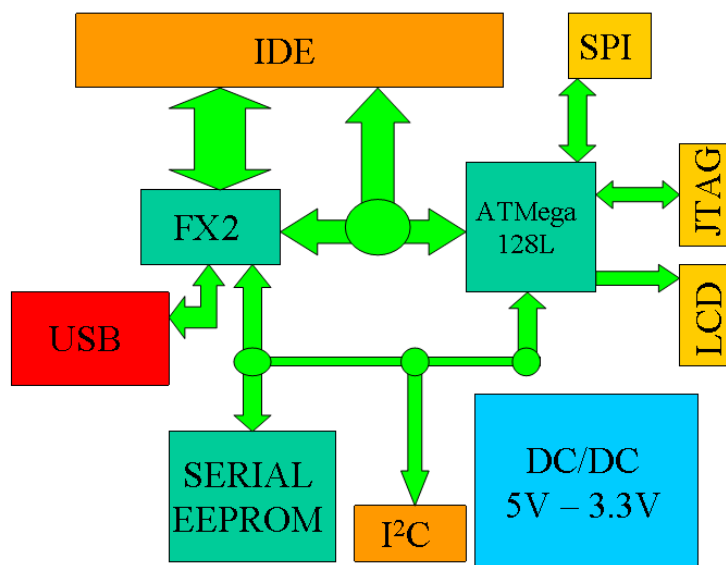 IDE
SPI
FX2
ATMega
128L
JTAG
LCD
USB
SERIAL
EEPROM
I²C
DC/DC
5V – 3.3V